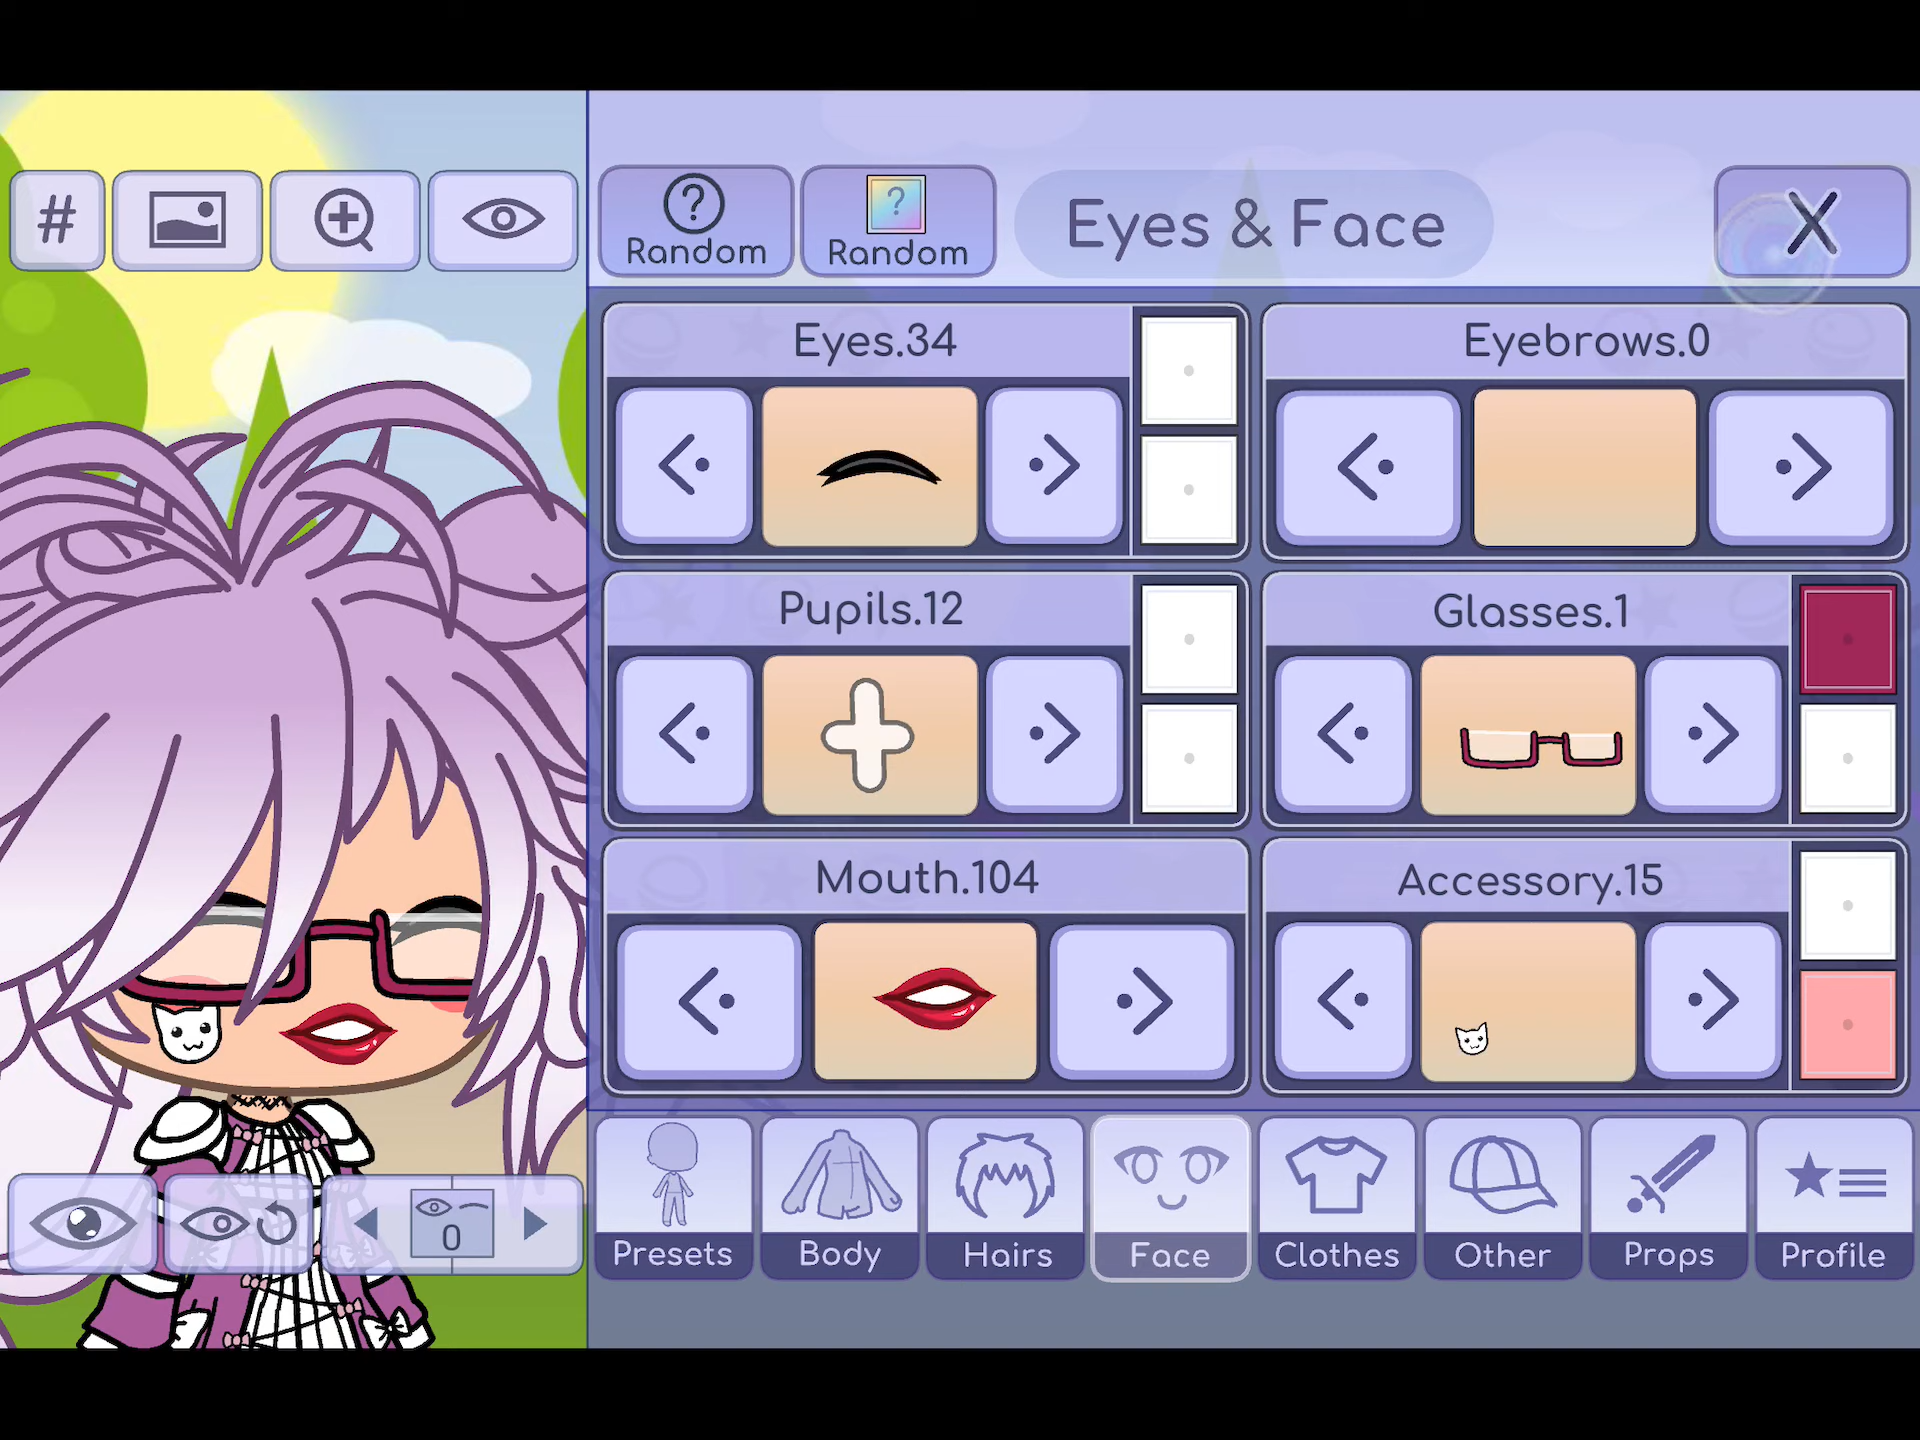 #
? Random
? Random
Eyes & Face
X
Eyes.34
Eyebrows.0
Pupils.12
Glasses.1
Mouth.104
Accessory.15
0
Presets
Body
Hairs
Face
Clothes
Other
Props
Profile